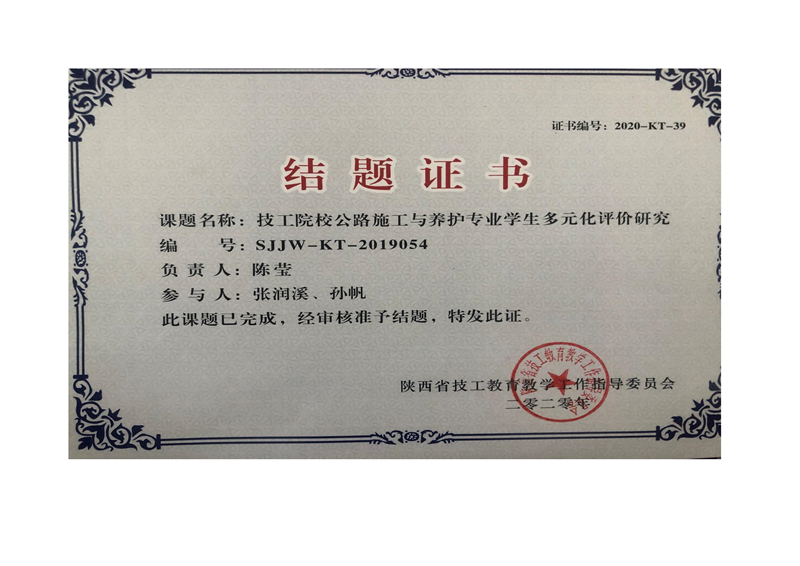 证书编号：2020-KT-39
结题证书
课题名称：技工院校公路施工与养护专业学生多元化评价研究
编　　号：SJJW-KT-2019054
负责人：陈莹
参与人：张润溪、孙帆
此课题已完成，经审核准予结题，特发此证。
陕西省技工教育教学工作指导委员会
二零二零年